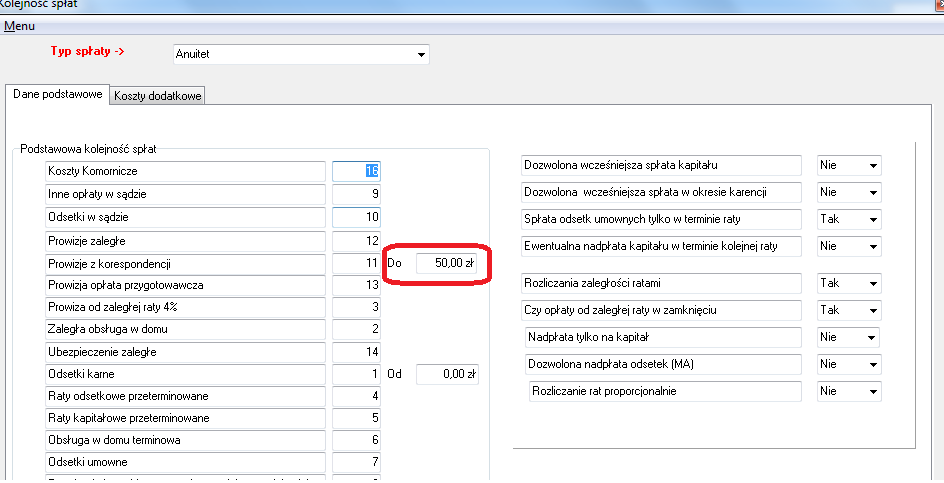 Kolejność spłat
Menu
Typ spłaty -> Anuitet
Dane podstawowe Koszty dodatkowe
Podstawowa kolejność spłat
Koszty Komornicze 16
Inne opłaty w sądzie 9
Odsetki w sądzie 10
Prowizje zaległe 12
Prowizje z korespondencji 11 Do 50,00 zł
Prowizja opłata przygotowawcza 13
Prowiza od zaległej raty 4% 3
Zaległa obsługa w domu 2
Ubezpieczenie zaległe 14
Odsetki karne 1 Od 0,00 zł
Raty odsetkowe przeterminowane 4
Raty kapitałowe przeterminowane 5
Obsługa w domu terminowa 6
Odsetki umowne 7
Dozwolona wcześniejsza spłata kapitału Nie
Dozwolona wcześniejsza spłata w okresie karencji Nie
Spłata odsetk umownych tylko w terminie raty Tak
Ewentualna nadpłata kapitału w terminie kolejnej raty Nie
Rozliczania zaległości ratami Tak
Czy opłaty od zaległej raty w zamknięciu Tak
Nadpłata tylko na kapitał Nie
Dozwolona nadpłata odsetek (MA) Nie
Rozliczanie rat proporcjonalnie Nie